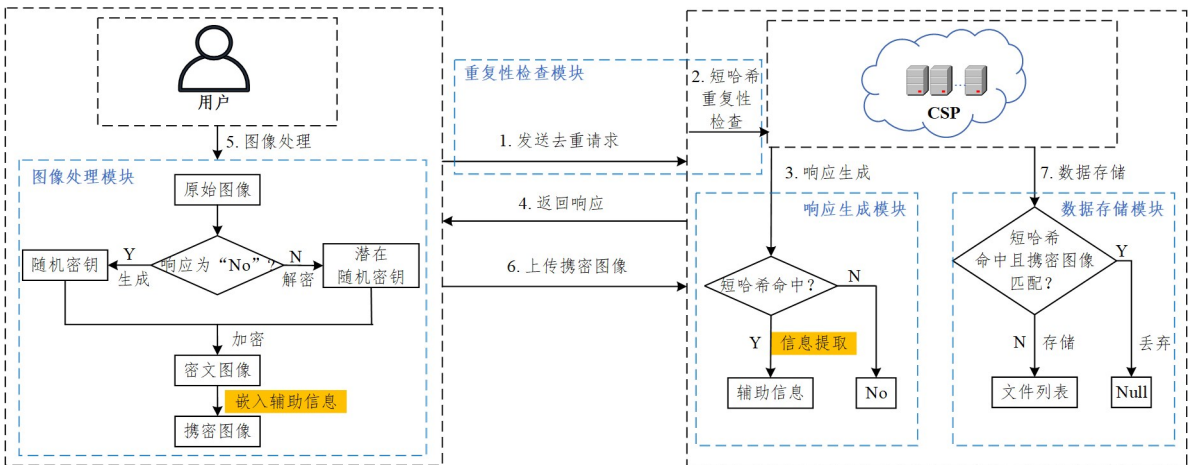 用户
5. 图像处理
图像处理模块
原始图像
响应为“No”？
Y
生成
随机密钥
N
解密
潜在
随机密钥
加密
密文图像
嵌入辅助信息
携密图像
重复性检查模块
1. 发送去重请求
2. 短哈希
重复性
检查
4. 返回响应
6. 上传携密图像
CSP
3. 响应生成
响应生成模块
短哈希命中？
Y
信息提取
辅助信息
N
No
7. 数据存储
数据存储模块
短哈希
命中且携密图像
匹配？
N
存储
文件列表
Y
丢弃
Null